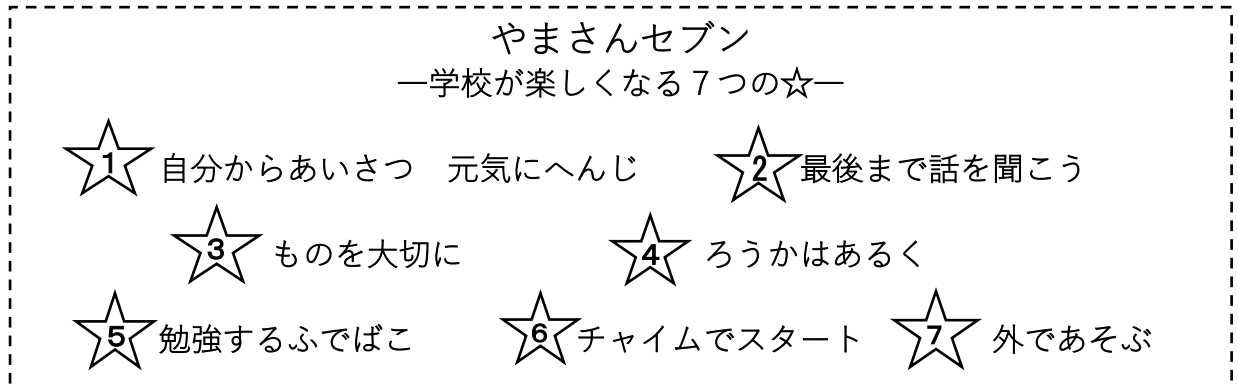 やまさんセブン
―学校が楽しくなる７つの☆―
1 自分からあいさつ　元気にへんじ　2 最後まで話を聞こう
3 ものを大切に　4 ろうかはあるく
5 勉強するふでばこ　6 チャイムでスタート　7 外であそぶ